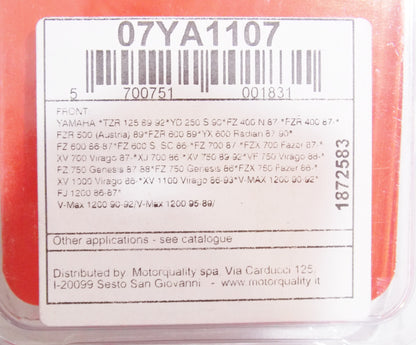 07YA1107
5 700751 001831
FRONT
YAMAHA *TZR 125 89-92*YD 250 S 90*FZ 400 N 87-*FZR 400 87-*
FZR 500 (Austria) 89*FZR 600 89*YX 600 Radian 87-90*
FZ 600 86-87*FZ 600 S, SC 86-*FZ 700 87*FZX 700 Fazer 87-*
XV 700 Virago 87-*XJ 700 86 *XV 750 89-92*VF 750 Virago 88-*
FZ 750 Genesis 87-88*FZ 750 Genesis 86*FZX 750 Fazer 86-*
XV 1000 Virago 86-*XV 1100 Virago 86-93*V-MAX 1200 90-92*
FJ 1200 86-87*
V-Max 1200 90-92/V-Max 1200 95-89/
1872583
Other applications - see catalogue
Distributed by Motorquality spa. Via Carducci 125,
I-20099 Sesto San Giovanni - www.motorquality.it